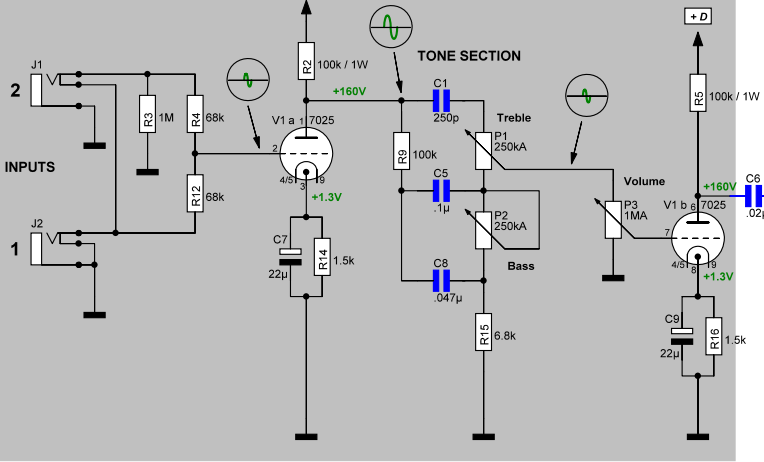 + D
J1
2
R3
1M
R4
68k
R2
100k / 1W
TONE SECTION
+160V
C1
250p
R5
100k / 1W
V1 a
1
7025
2
4/5
3
9
+1.3V
Treble
P1
250kA
R9
100k
INPUTS
R12
68k
C5
.1µ
Volume
P3
1MA
+160V
C6
.02µ
V1 b
6
7025
7
4/5
8
9
+1.3V
J2
1
P2
250kA
Bass
C7
22µ
R14
1.5k
C8
.047µ
R15
6.8k
C9
22µ
R16
1.5k